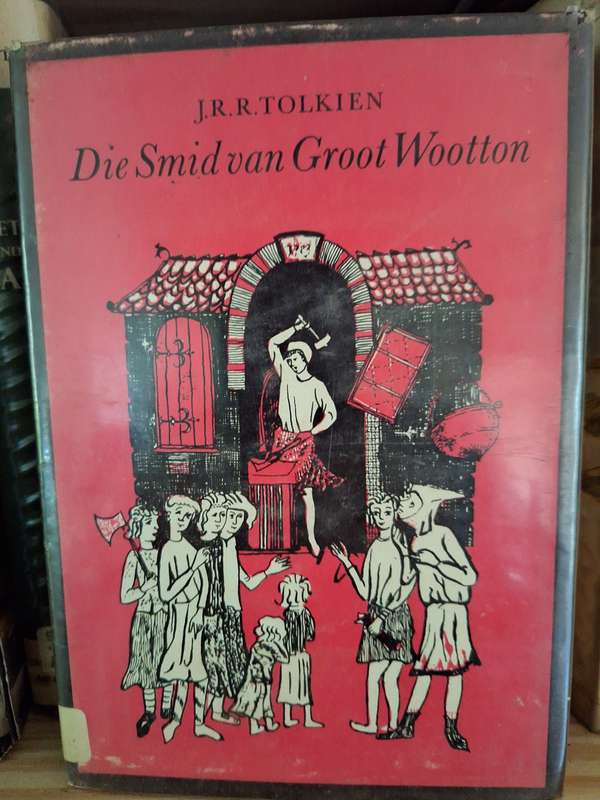 J.R.R.TOLKIEN
Die Smid van Groot Wootton